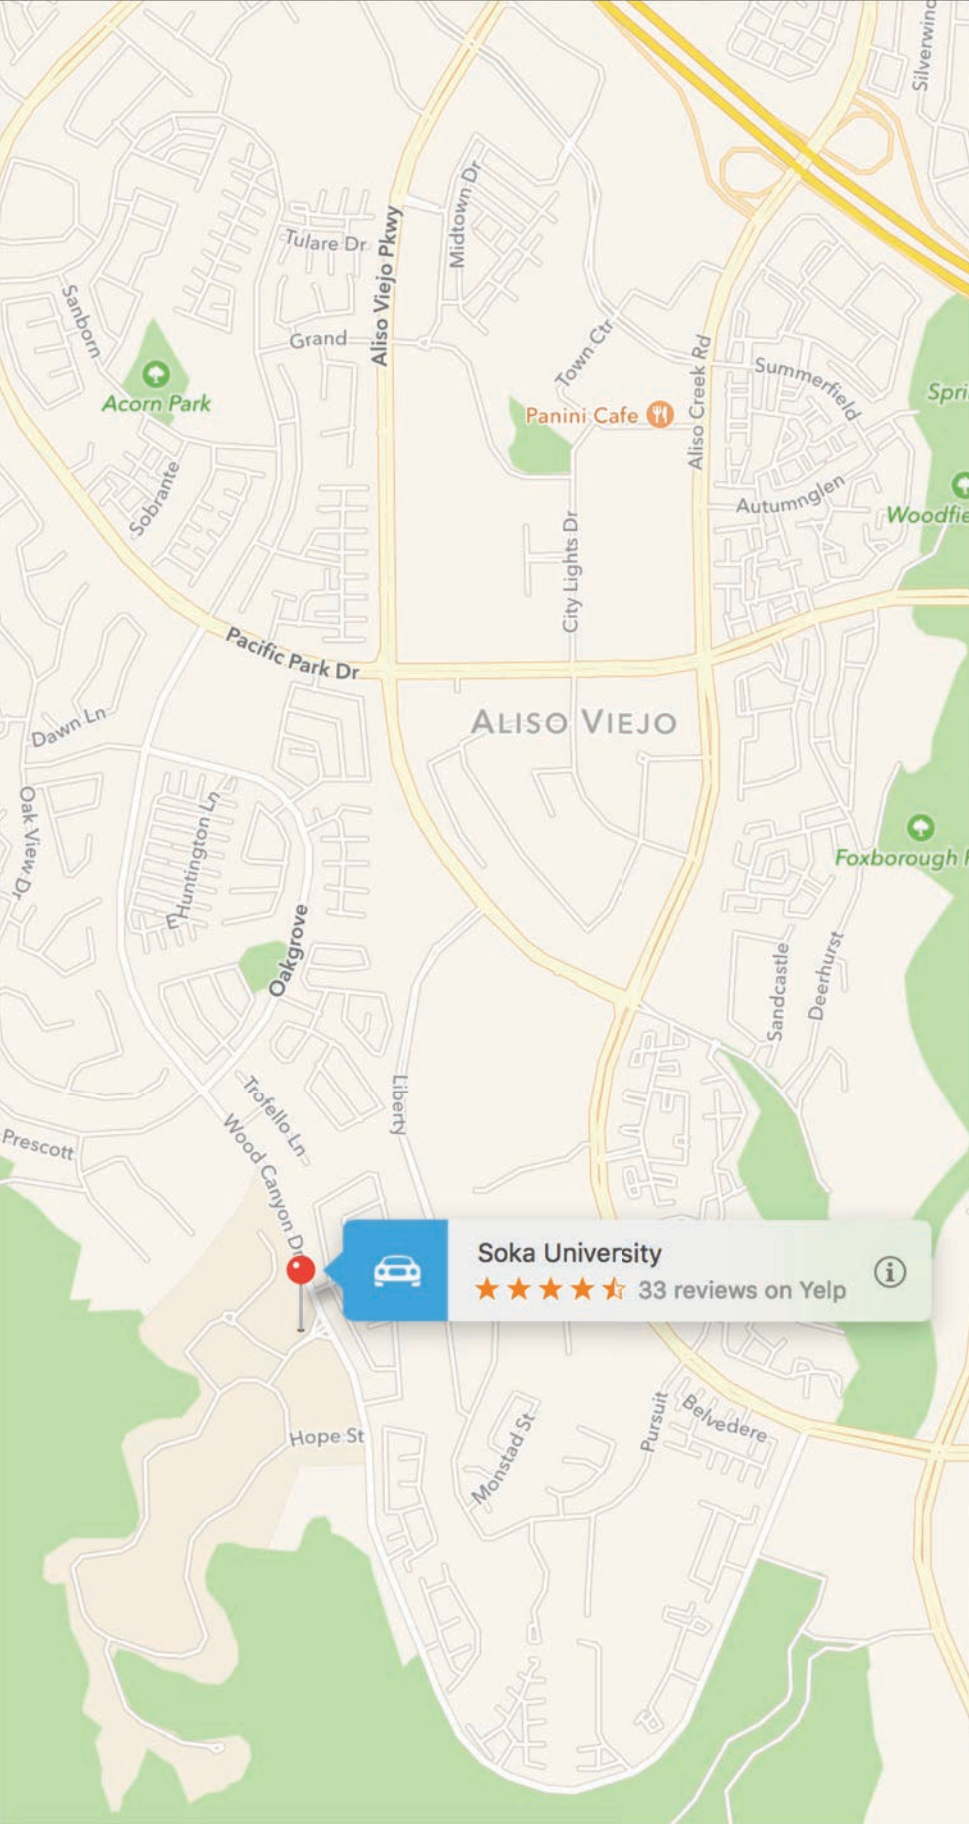 Silverwind
Tulare Dr
Midtown Dr
Aliso Viejo Pkwy
Sanborn
Grand
Town Ctr
Aliso Creek Rd
Summerfield
Acorn Park
Panini Cafe
Spri
Sobrante
Autumnglen
Woodfie
City Lights Dr
Pacific Park Dr
Dawn Ln
ALISO VIEJO
Oak View Dr
E Huntington Ln
Foxborough
Oakgrove
Sandcastle
Deerhurst
Trofello Ln
Liberty
Prescott
Wood Canyon Dr
Soka University
33 reviews on Yelp
Hope St
Monstad St
Pursuit
Belvedere